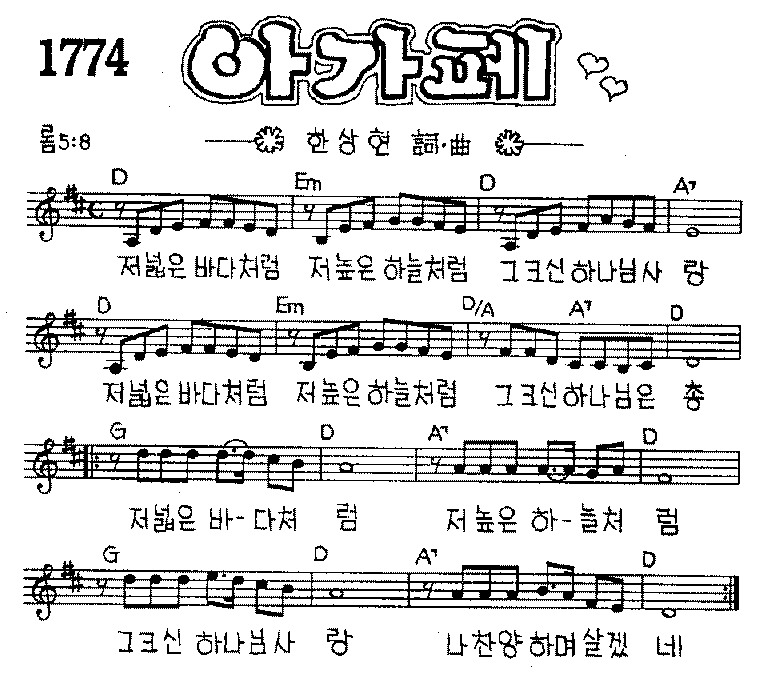 1774 아가페
롬5:8 한상현 詞·曲
D Em D A7
저넓은 바다처럼 저높은 하늘처럼 그크신 하나님사 랑
D Em D/A A7 D
저넓은 바다처럼 저높은 하늘처럼 그크신 하나님은 총
G D A7 D
저넓은 바-다처 럼 저높은 하-늘처 럼
G D A7 D
그크신 하나님사 랑 나찬양하며살겠 네